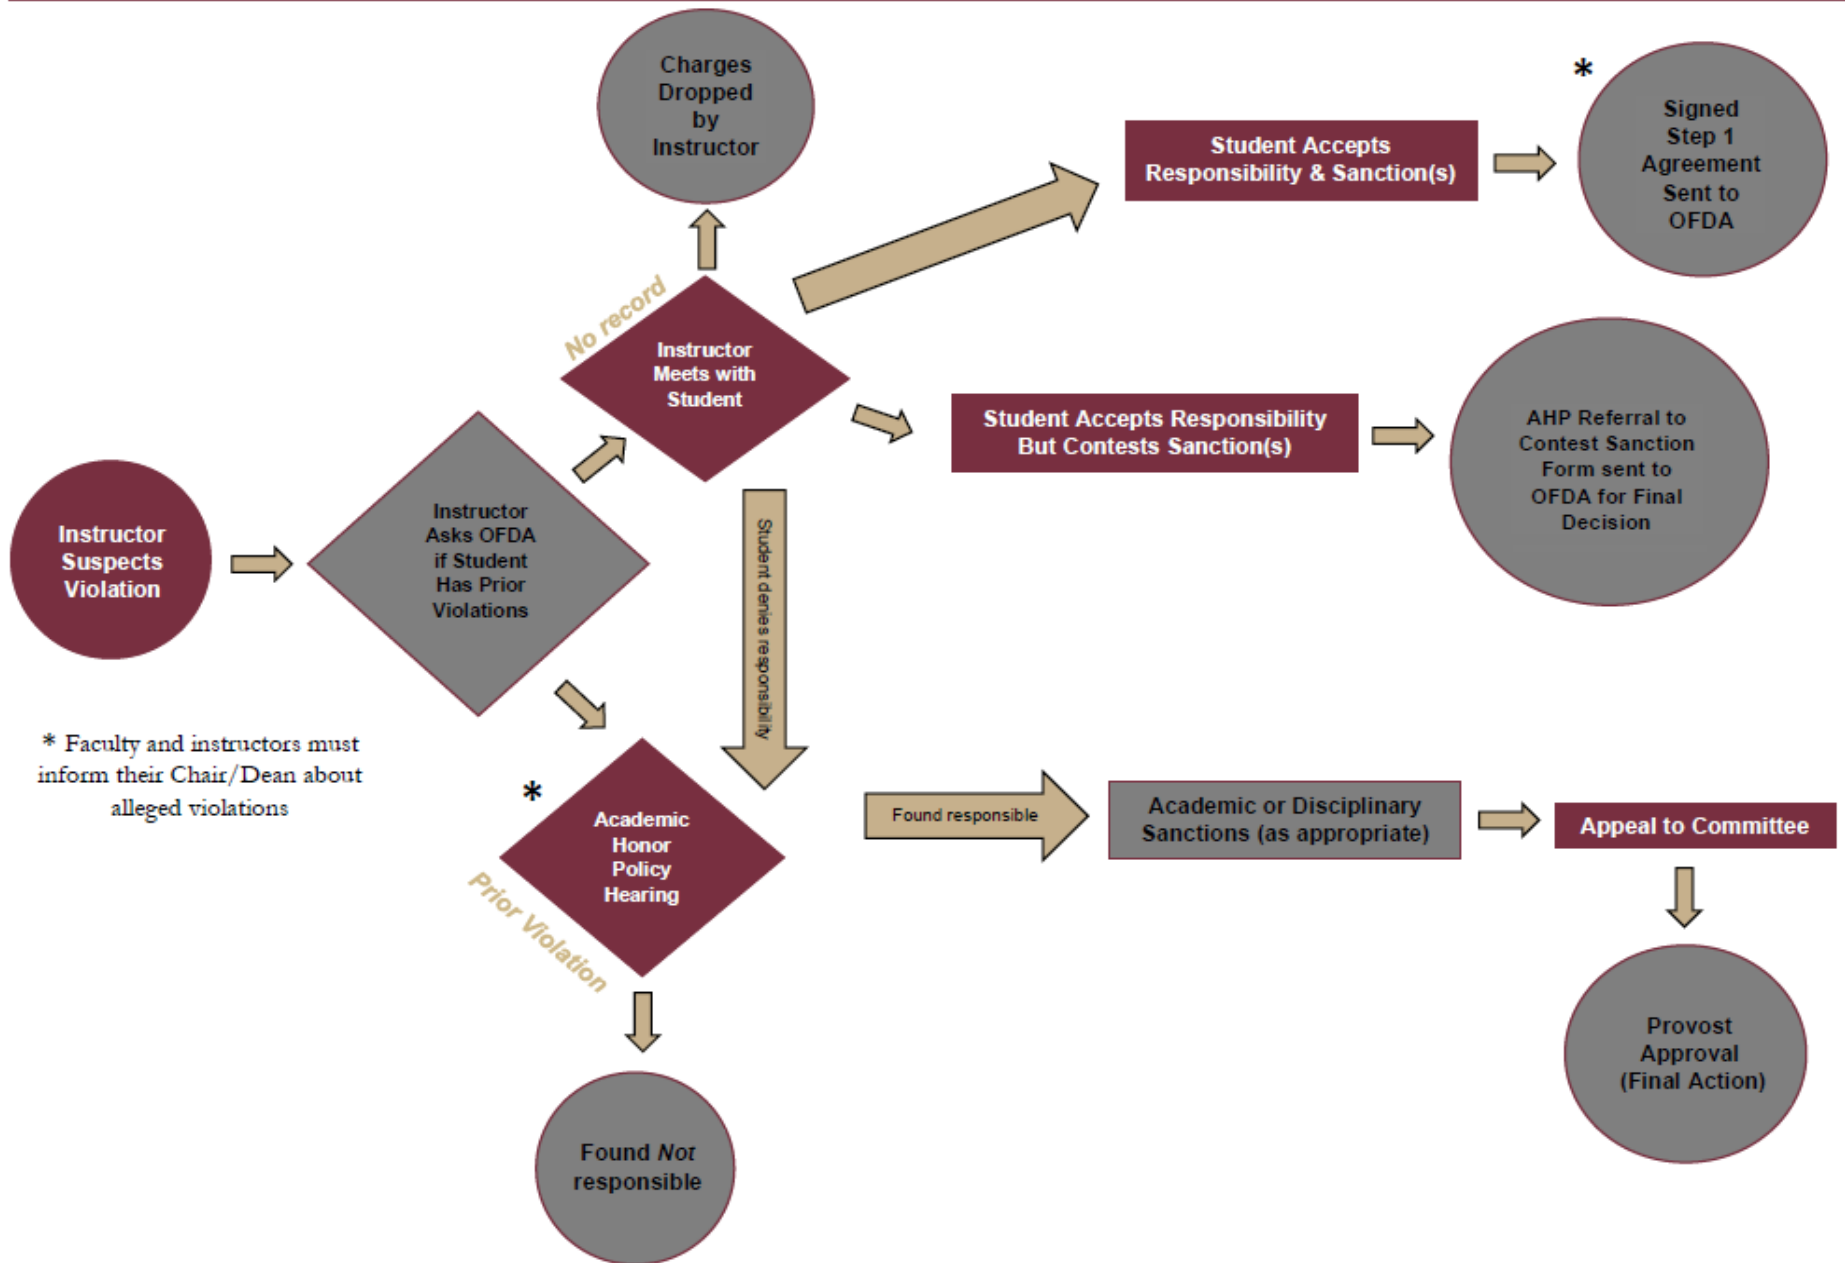 Charges
Dropped
by
Instructor
*
Signed
Step 1
Agreement
Sent to
OFDA
Student Accepts
Responsibility & Sanction(s)
No record
Instructor
Meets with
Student
Student Accepts Responsibility
But Contests Sanction(s)
AHP Referral to
Contest Sanction
Form sent to
OFDA for Final
Decision
Instructor
Suspects
Violation
Instructor
Asks OFDA
if Student
Has Prior
Violations
Student denies responsibility
* Faculty and instructors must
inform their Chair/Dean about
alleged violations
*
Academic
Honor
Policy
Hearing
Prior Violation
Found responsible
Academic or Disciplinary
Sanctions (as appropriate)
Appeal to Committee
Provost
Approval
(Final Action)
Found Not
responsible